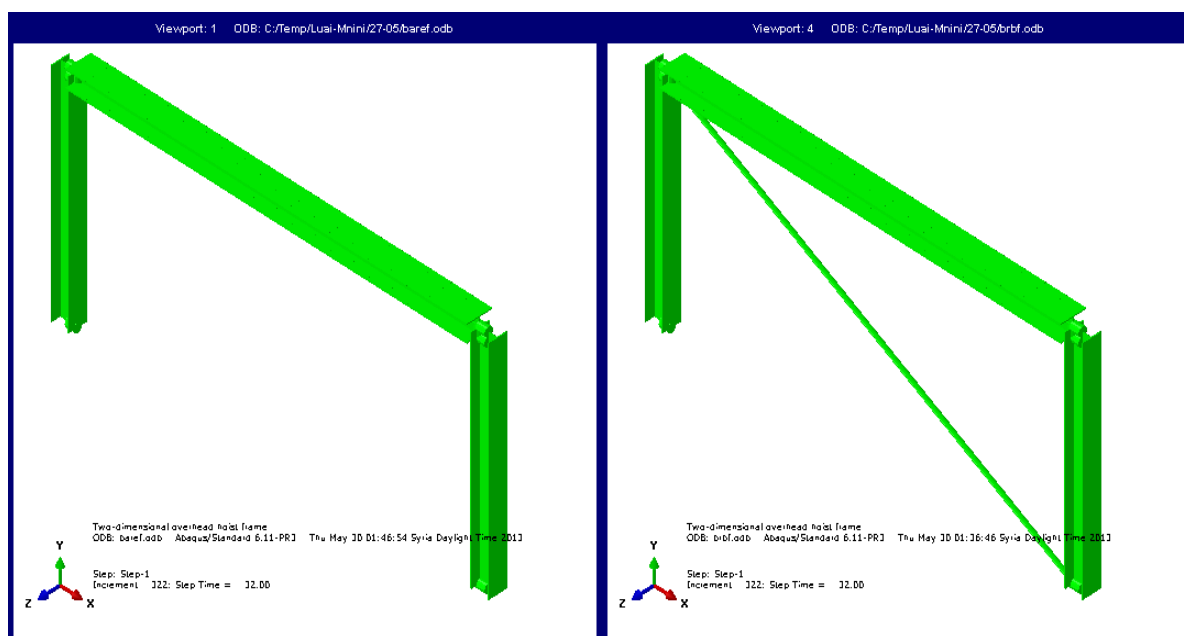 Viewport: 1 ODB: C:/Temp/Luai-Mnini/27-05/baref.odb
Two-dimensional overhead hoist frame
ODB: baref.odb Abaqus/Standard 6.11-PR3 Thu May 30 01:46:54 Syria Daylight Time 2013
Step: Step-1
Increment 322: Step Time = 32.00
Y
Z
X
Viewport: 4 ODB: C:/Temp/Luai-Mnini/27-05/brbf.odb
Two-dimensional overhead hoist frame
ODB: brbf.odb Abaqus/Standard 6.11-PR3 Thu May 30 01:36:46 Syria Daylight Time 2013
Step: Step-1
Increment 322: Step Time = 32.00
Y
Z
X